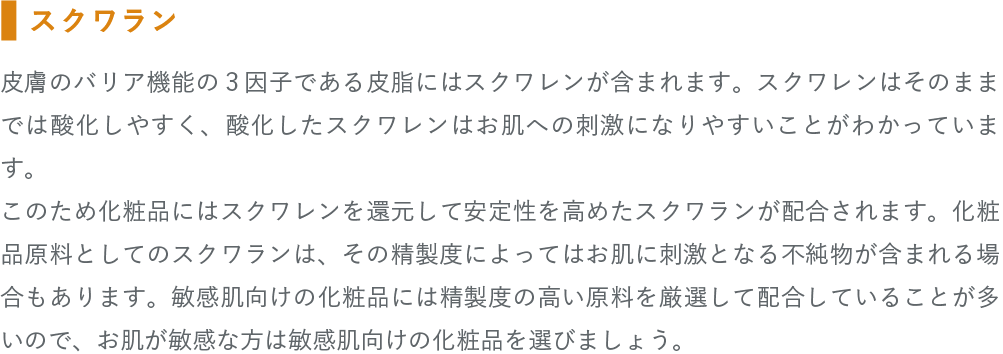 スクワラン
皮膚のバリア機能の３因子である皮脂にはスクワレンが含まれます。スクワレンはそのまま
では酸化しやすく、酸化したスクワレンはお肌への刺激になりやすいことがわかっていま
す。
このため化粧品にはスクワレンを還元して安定性を高めたスクワランが配合されます。化粧
品原料としてのスクワランは、その精製度によってはお肌に刺激となる不純物が含まれる場
合もあります。敏感肌向けの化粧品には精製度の高い原料を厳選して配合していることが多
いので、お肌が敏感な方は敏感肌向けの化粧品を選びましょう。